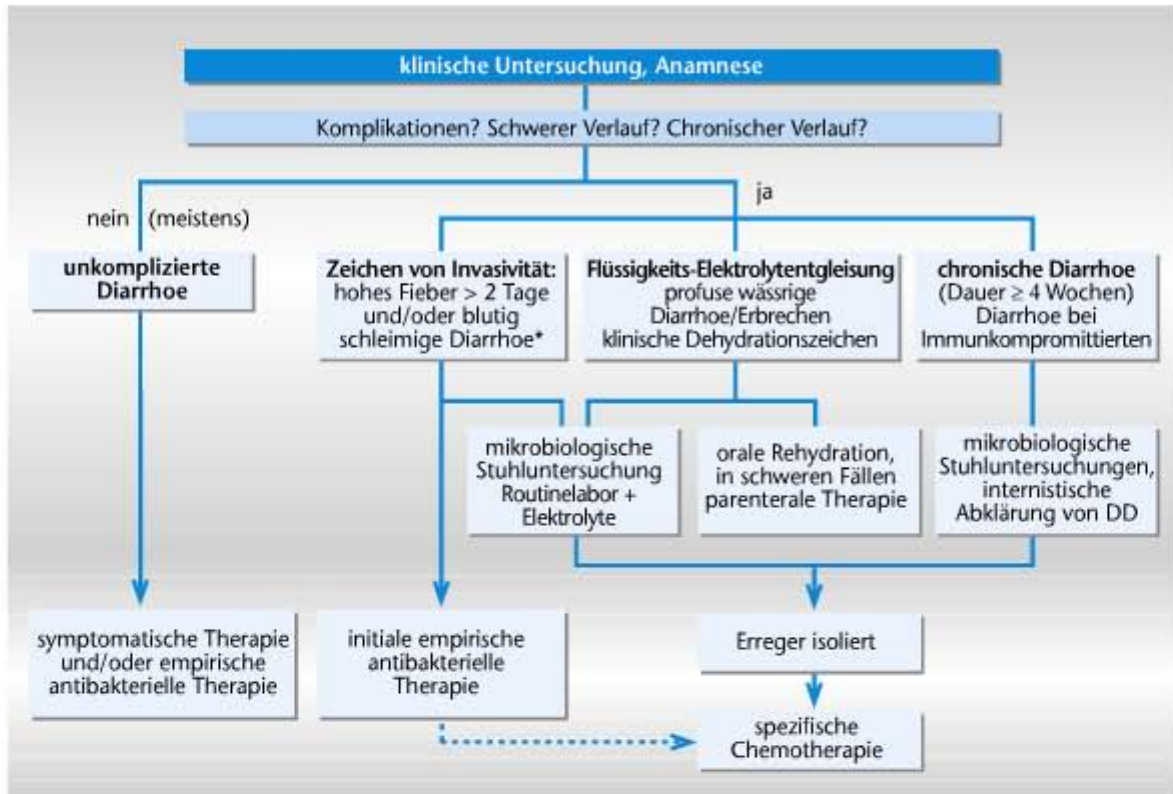 klinische Untersuchung, Anamnese
Komplikationen? Schwerer Verlauf? Chronischer Verlauf?
nein (meistens)
ja
unkomplizierte
Diarrhoe
Zeichen von Invasivität:
hohes Fieber > 2 Tage
und/oder blutig
schleimige Diarrhoe*
Flüssigkeits-Elektrolytentgleisung
profuse wässrige
Diarrhoe/Erbrechen
klinische Dehydrationszeichen
chronische Diarrhoe
(Dauer ≥ 4 Wochen)
Diarrhoe bei
Immunkompromittierten
mikrobiologische
Stuhluntersuchung
Routinelabor +
Elektrolyte
orale Rehydration,
in schweren Fällen
parenterale Therapie
mikrobiologische
Stuhluntersuchungen,
internistische
Abklärung von DD
symptomatische Therapie
und/oder empirische
antibakterielle Therapie
initiale empirische
antibakterielle
Therapie
Erreger isoliert
spezifische
Chemotherapie